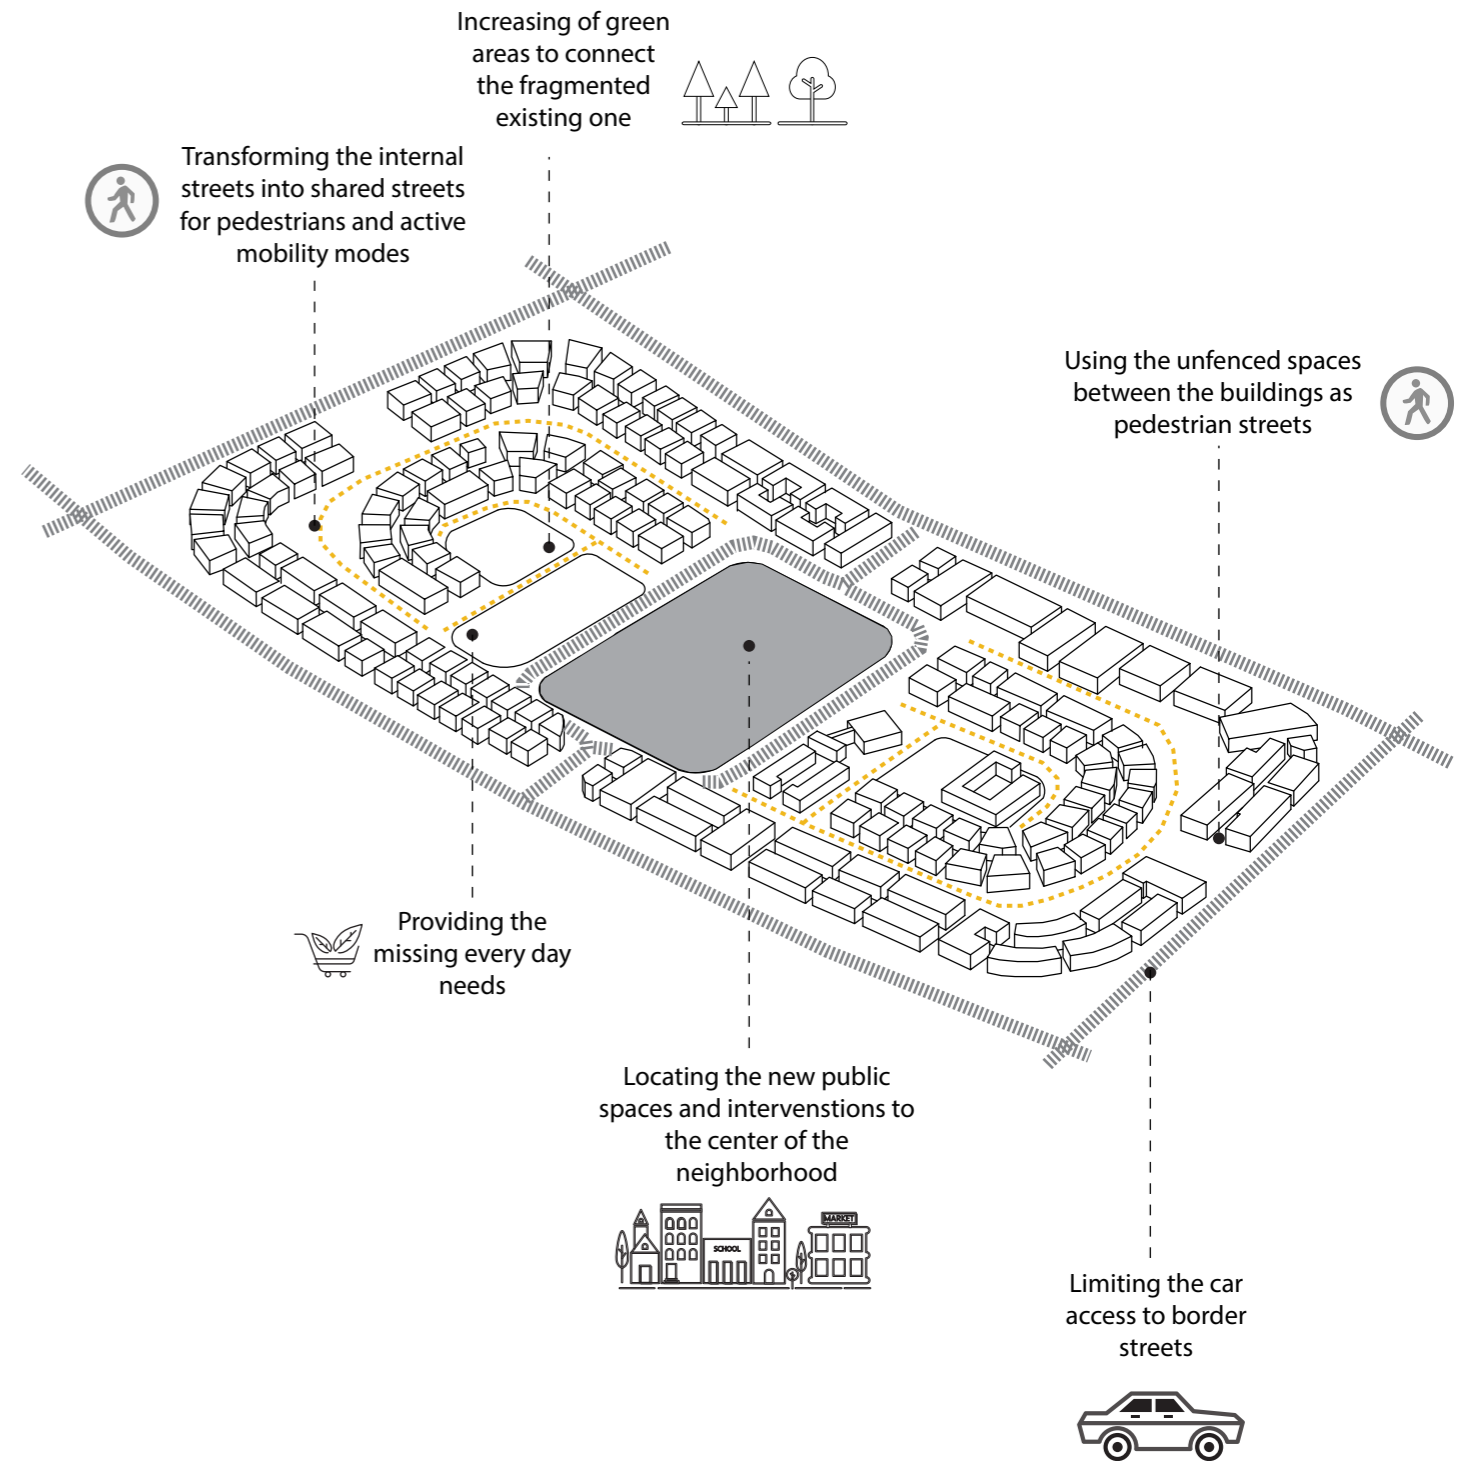 Increasing of green
areas to connect
the fragmented
existing one
Transforming the internal
streets into shared streets
for pedestrians and active
mobility modes
Using the unfenced spaces
between the buildings as
pedestrian streets
Providing the
missing every day
needs
Locating the new public
spaces and intervenstions to
the center of the
neighborhood
MARKET
SCHOOL
Limiting the car
access to border
streets